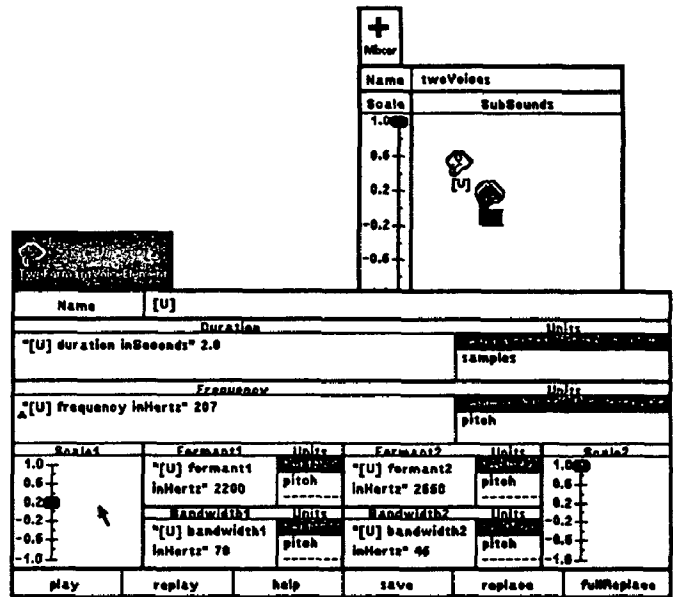 Mixer
Name twoVoices
Scale SubSounds
1.0
0.6
[U]
0.2
-0.2
-0.6
TwoFormantVoiceElement
Name [U]
Duration Units
"[U] duration inSeconds" 2.0
samples
Frequency Units
"[U] frequency inHertz" 207
pitch
Scale1 Formant1 Units Formant2 Units Scale2
1.0 "[U] formant1 pitch "[U] formant2 pitch 1.0
0.6 inHertz" 2200 inHertz" 2650 0.6
0.2 0.2
-0.2 Bandwidth1 Units Bandwidth2 Units -0.2
-0.6 "[U] bandwidth1 pitch "[U] bandwidth2 pitch -0.6
-1.0 inHertz" 70 inHertz" 46
play replay help save replace fullReplace